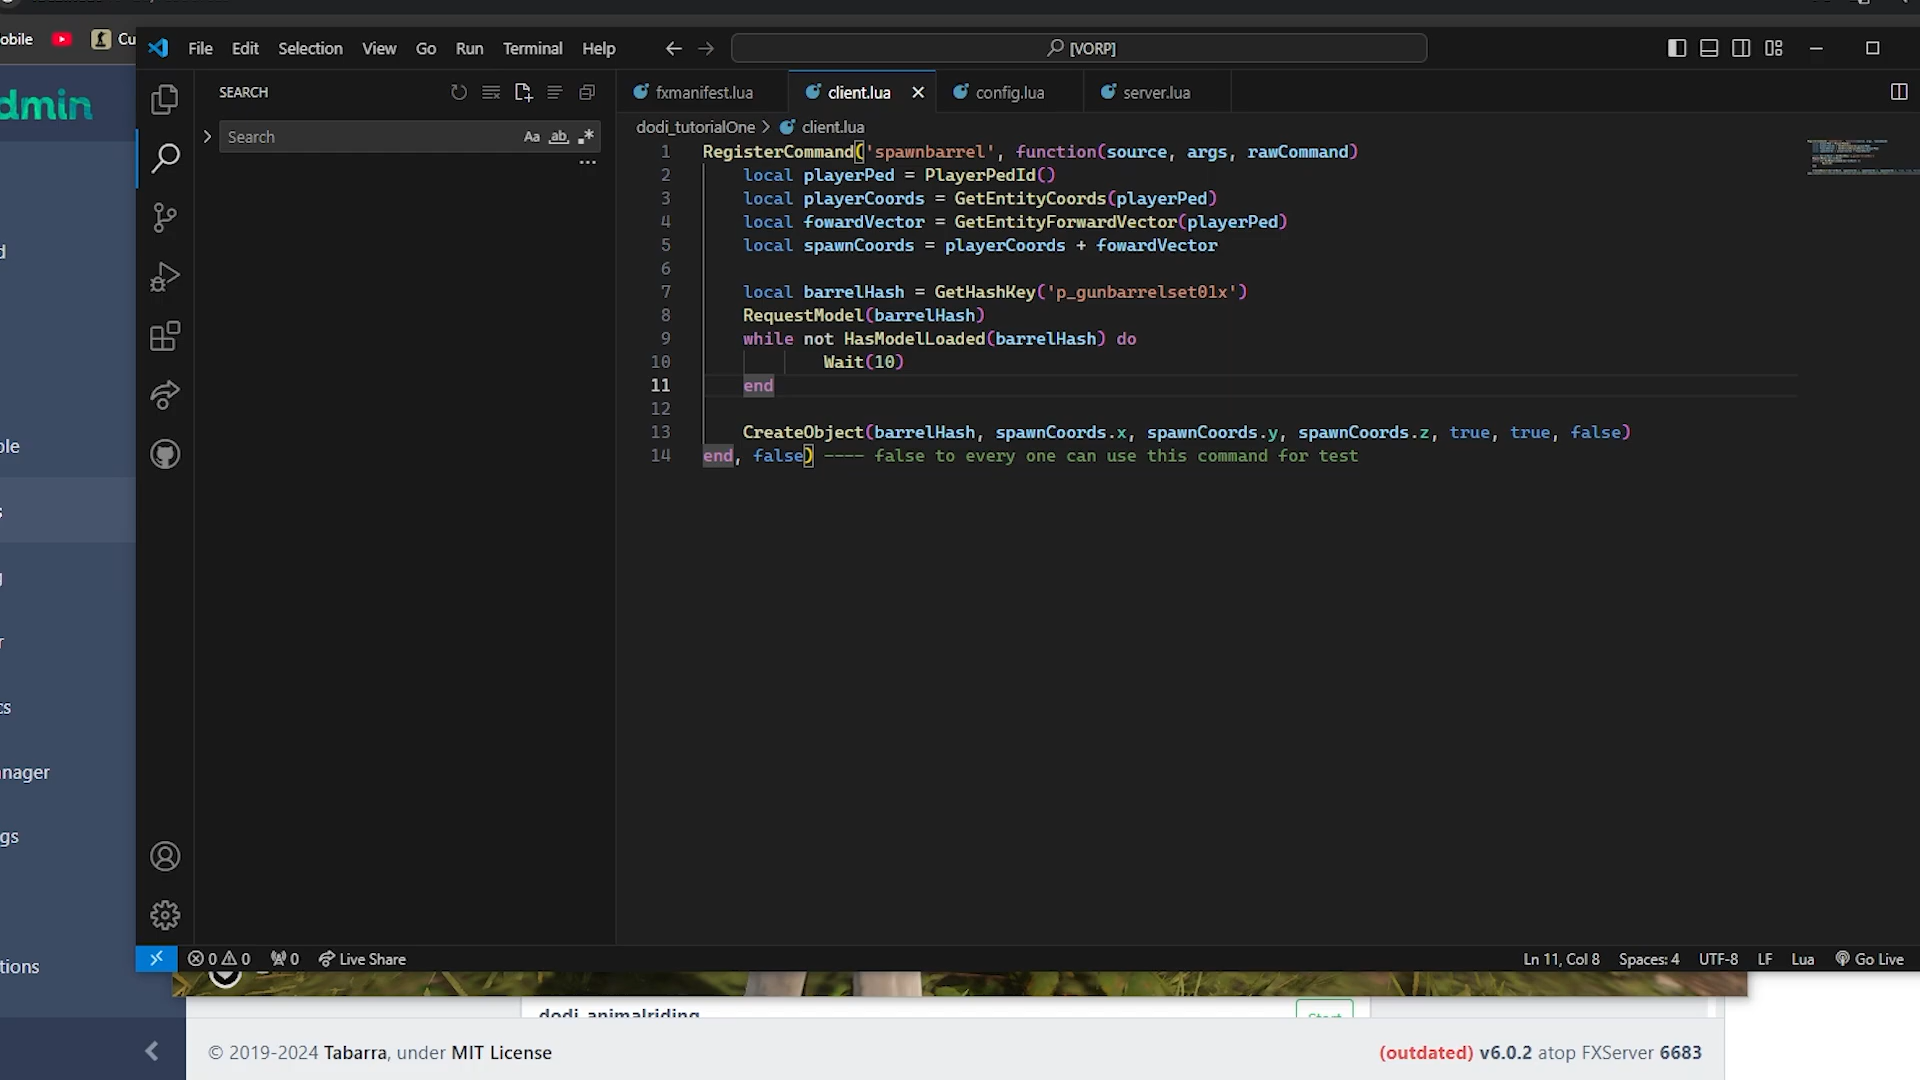 obile
Cu
File Edit Selection View Go Run Terminal Help
[VORP]
dmin
SEARCH
fxmanifest.lua
client.lua
config.lua
server.lua
Search
Aa ab .*
dodi_tutorialOne > client.lua
1 RegisterCommand('spawnbarrel', function(source, args, rawCommand)
2 local playerPed = PlayerPedId()
3 local playerCoords = GetEntityCoords(playerPed)
4 local fowardVector = GetEntityForwardVector(playerPed)
5 local spawnCoords = playerCoords + fowardVector
6
7 local barrelHash = GetHashKey('p_gunbarrelset01x')
8 RequestModel(barrelHash)
9 while not HasModelLoaded(barrelHash) do
10 Wait(10)
11 end
12
13 CreateObject(barrelHash, spawnCoords.x, spawnCoords.y, spawnCoords.z, true, true, false)
14 end, false) ---- false to every one can use this command for test
d
ple
s
g
r
cs
anager
gs
tions
0 0 0 Live Share
Ln 11, Col 8 Spaces: 4 UTF-8 LF Lua Go Live
dodi_animalriding
Start
© 2019-2024 Tabarra, under MIT License
(outdated) v6.0.2 atop FXServer 6683